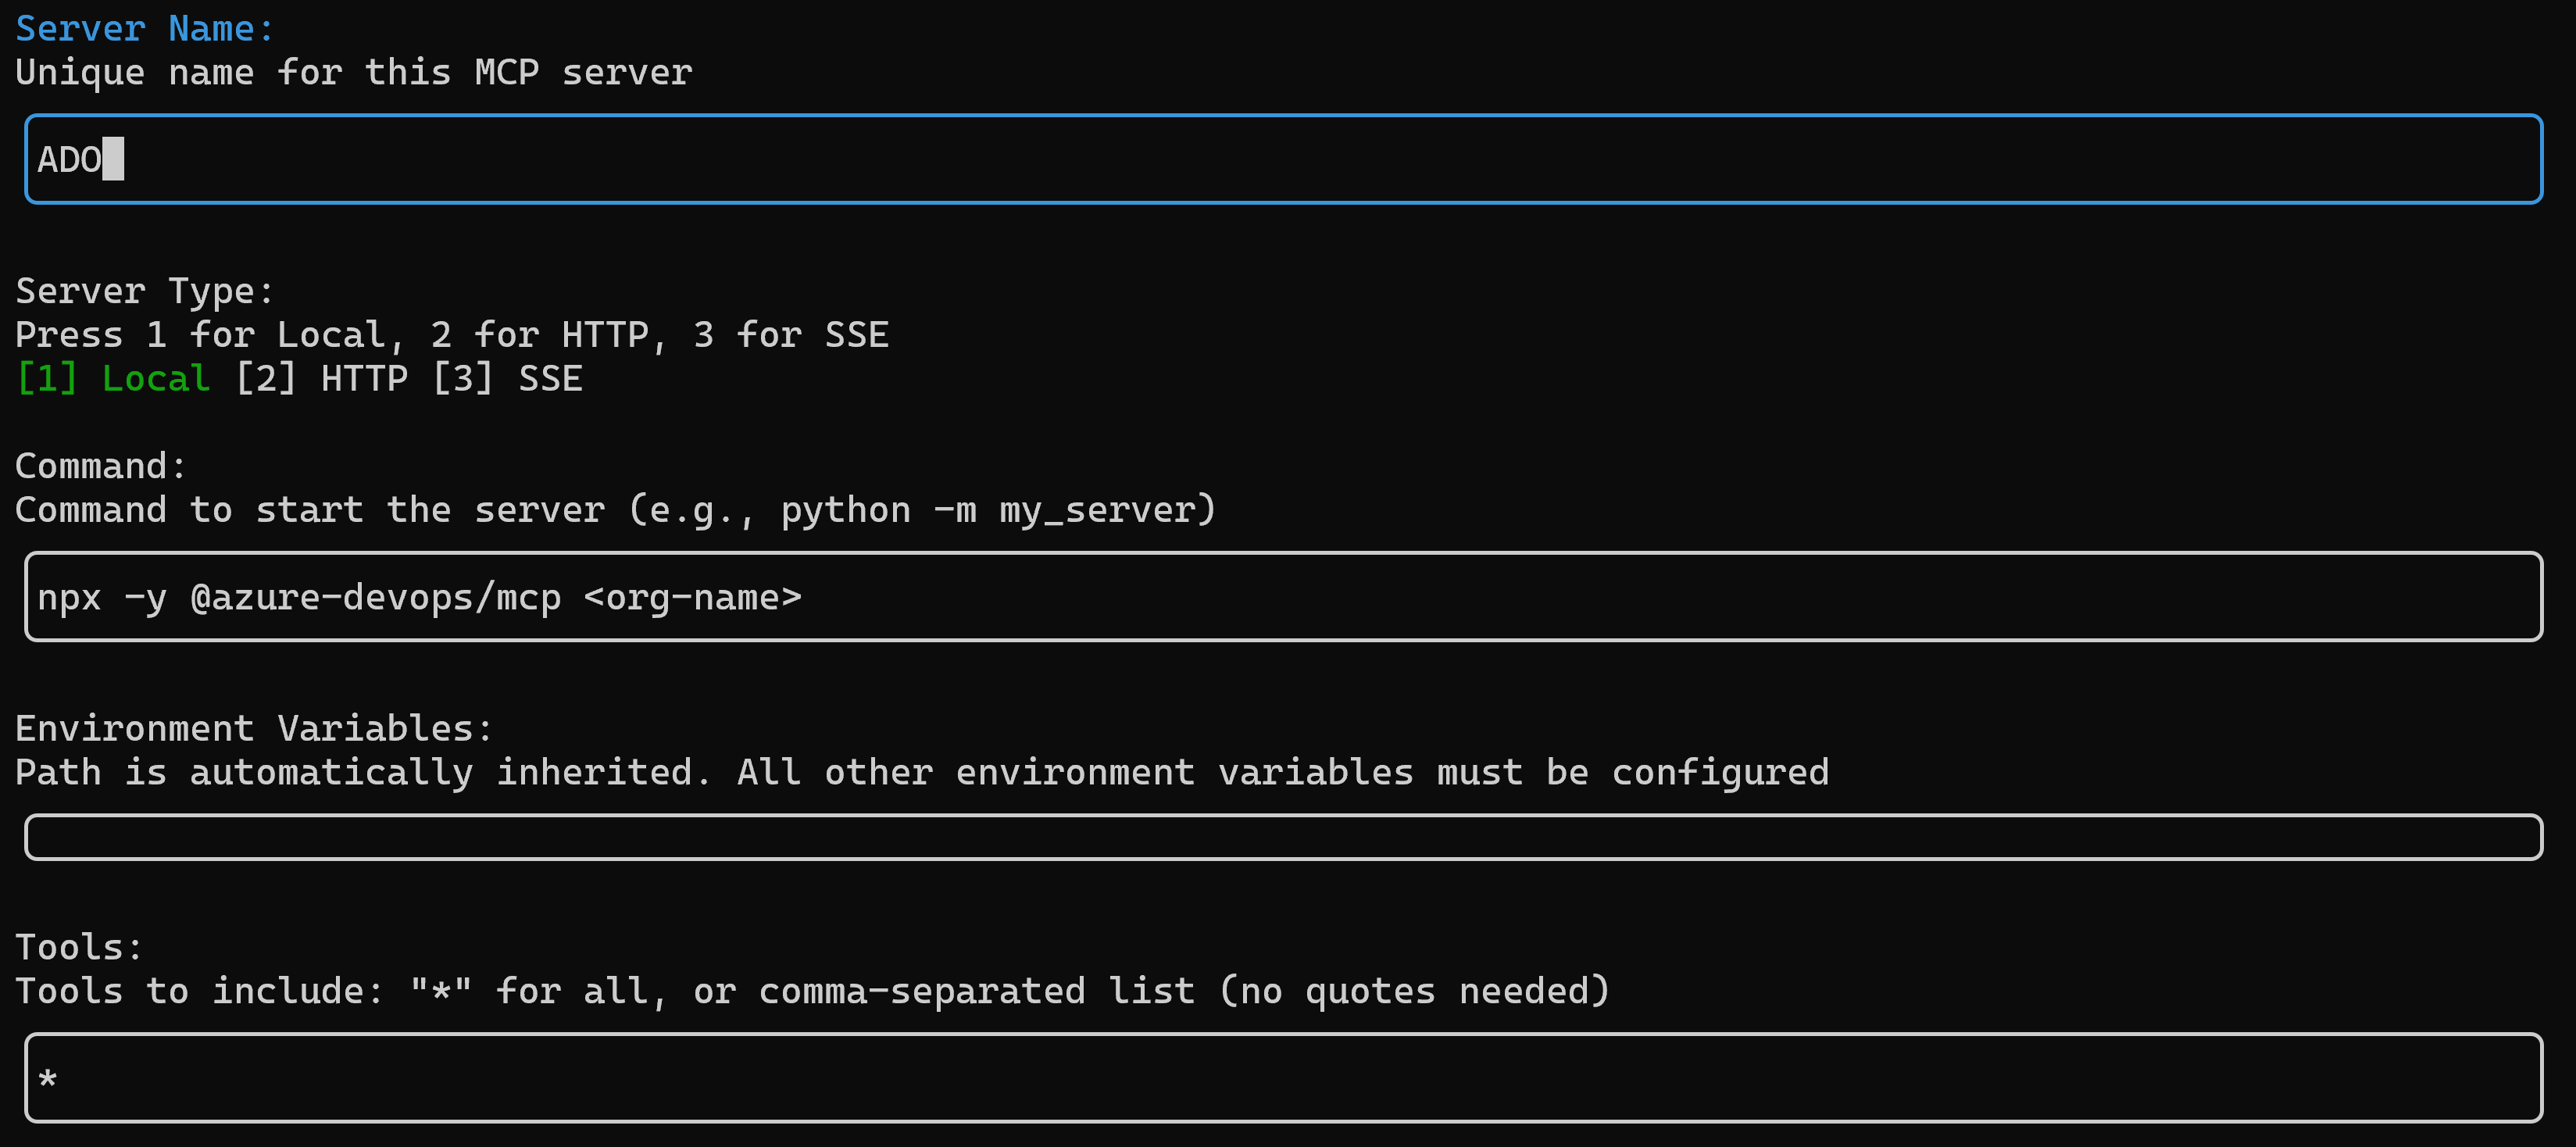 Server Name:
Unique name for this MCP server
ADO
Server Type:
Press 1 for Local, 2 for HTTP, 3 for SSE
[1] Local [2] HTTP [3] SSE
Command:
Command to start the server (e.g., python -m my_server)
npx -y @azure-devops/mcp <org-name>
Environment Variables:
Path is automatically inherited. All other environment variables must be configured
Tools:
Tools to include: "*" for all, or comma-separated list (no quotes needed)
*